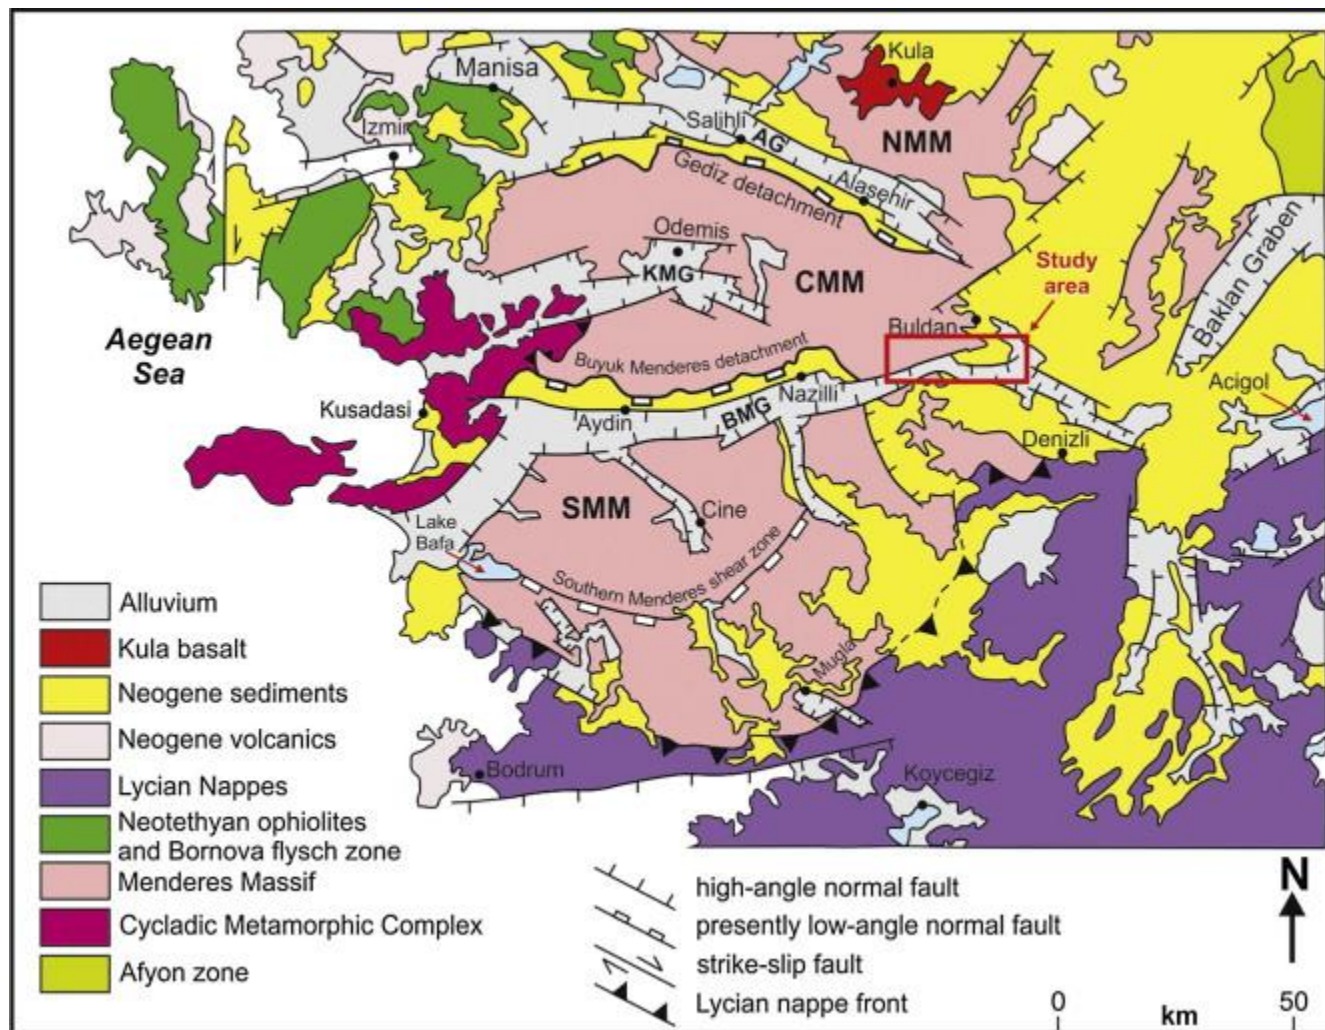 Kula
Manisa
Izmir
Salihli
AG
NMM
Gediz detachment
Alaşehir
Odemis
KMG
CMM
Study
area
Baklan Graben
Aegean
Sea
Buldan
Buyuk Menderes detachment
Nazilli
Acigol
Kusadasi
Aydin
BMG
Denizli
SMM
Cine
Lake
Bafa
Southern Menderes shear zone
Mugla
Bodrum
Koycegiz
Alluvium
Kula basalt
Neogene sediments
Neogene volcanics
Lycian Nappes
Neotethyan ophiolites
and Bornova flysch zone
Menderes Massif
Cycladic Metamorphic Complex
Afyon zone
high-angle normal fault
presently low-angle normal fault
strike-slip fault
Lycian nappe front
N
0 50
km